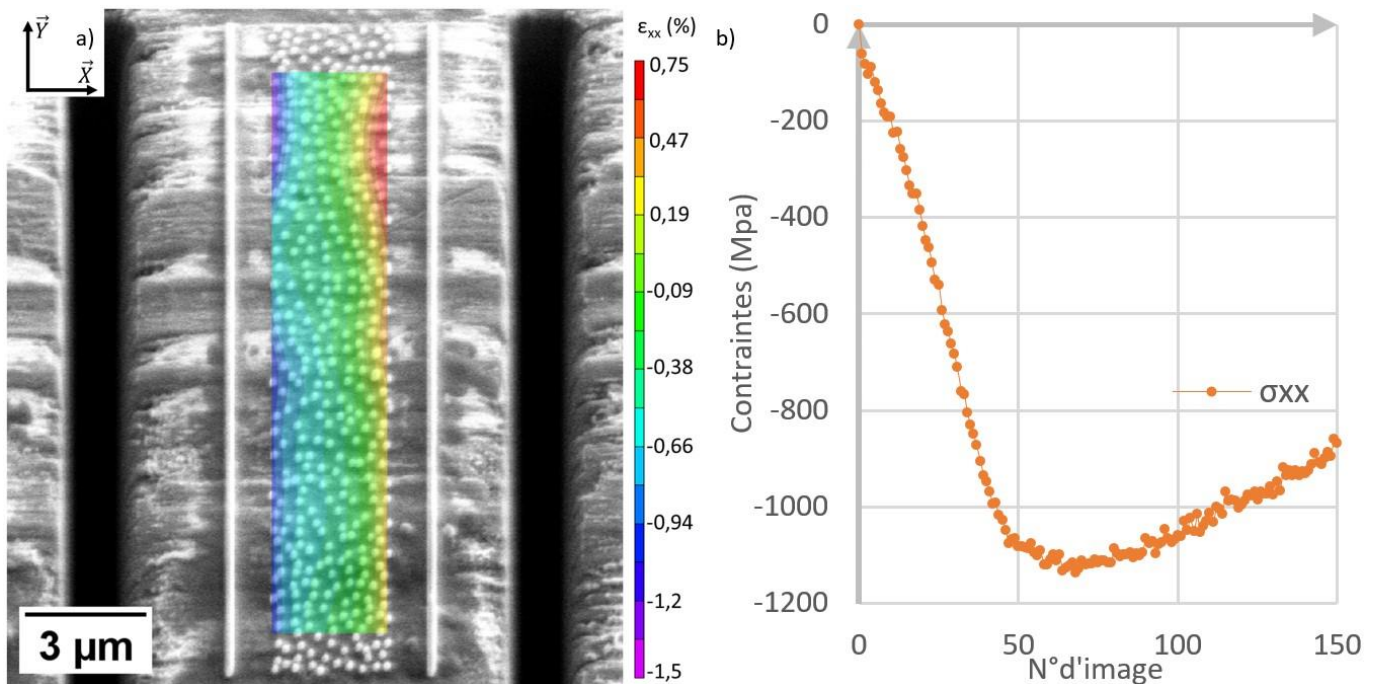 Y
a)
X
ε_xx (%)
0,75
0,47
0,19
-0,09
-0,38
-0,66
-0,94
-1,2
-1,5
3 µm
b)
0
-200
-400
-600
-800
-1000
-1200
Contraintes (Mpa)
σxx
0
50
100
150
N°d'image